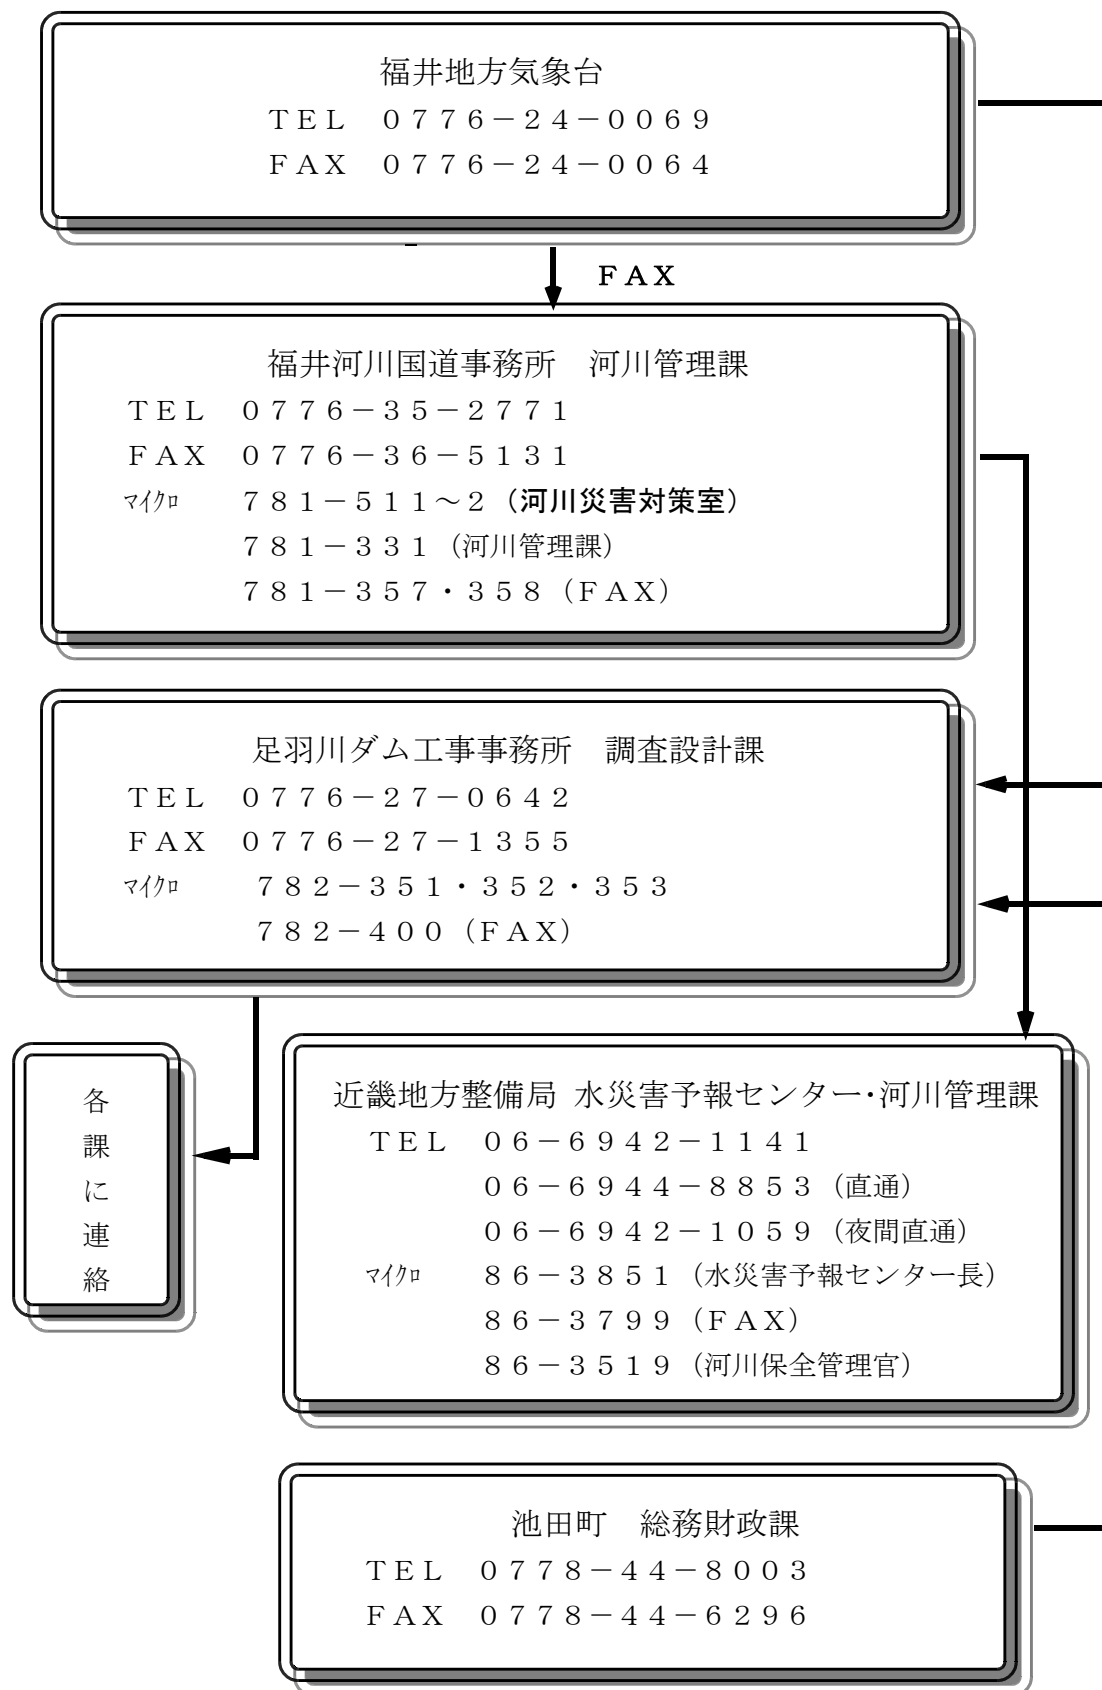 福井地方気象台
ＴＥＬ　０７７６－２４－００６９
ＦＡＸ　０７７６－２４－００６４
ＦＡＸ
福井河川国道事務所　河川管理課
ＴＥＬ　０７７６－３５－２７７１
ＦＡＸ　０７７６－３６－５１３１
ﾏｲｸﾛ　７８１－５１１～２（河川災害対策室）
７８１－３３１（河川管理課）
７８１－３５７・３５８（ＦＡＸ）
足羽川ダム工事事務所　調査設計課
ＴＥＬ　０７７６－２７－０６４２
ＦＡＸ　０７７６－２７－１３５５
ﾏｲｸﾛ　７８２－３５１・３５２・３５３
７８２－４００（ＦＡＸ）
各課に連絡
近畿地方整備局 水災害予報センター・河川管理課
ＴＥＬ　０６－６９４２－１１４１
０６－６９４４－８８５３（直通）
０６－６９４２－１０５９（夜間直通）
ﾏｲｸﾛ　８６－３８５１（水災害予報センター長）
８６－３７９９（ＦＡＸ）
８６－３５１９（河川保全管理官）
池田町　総務財政課
ＴＥＬ　０７７８－４４－８００３
ＦＡＸ　０７７８－４４－６２９６